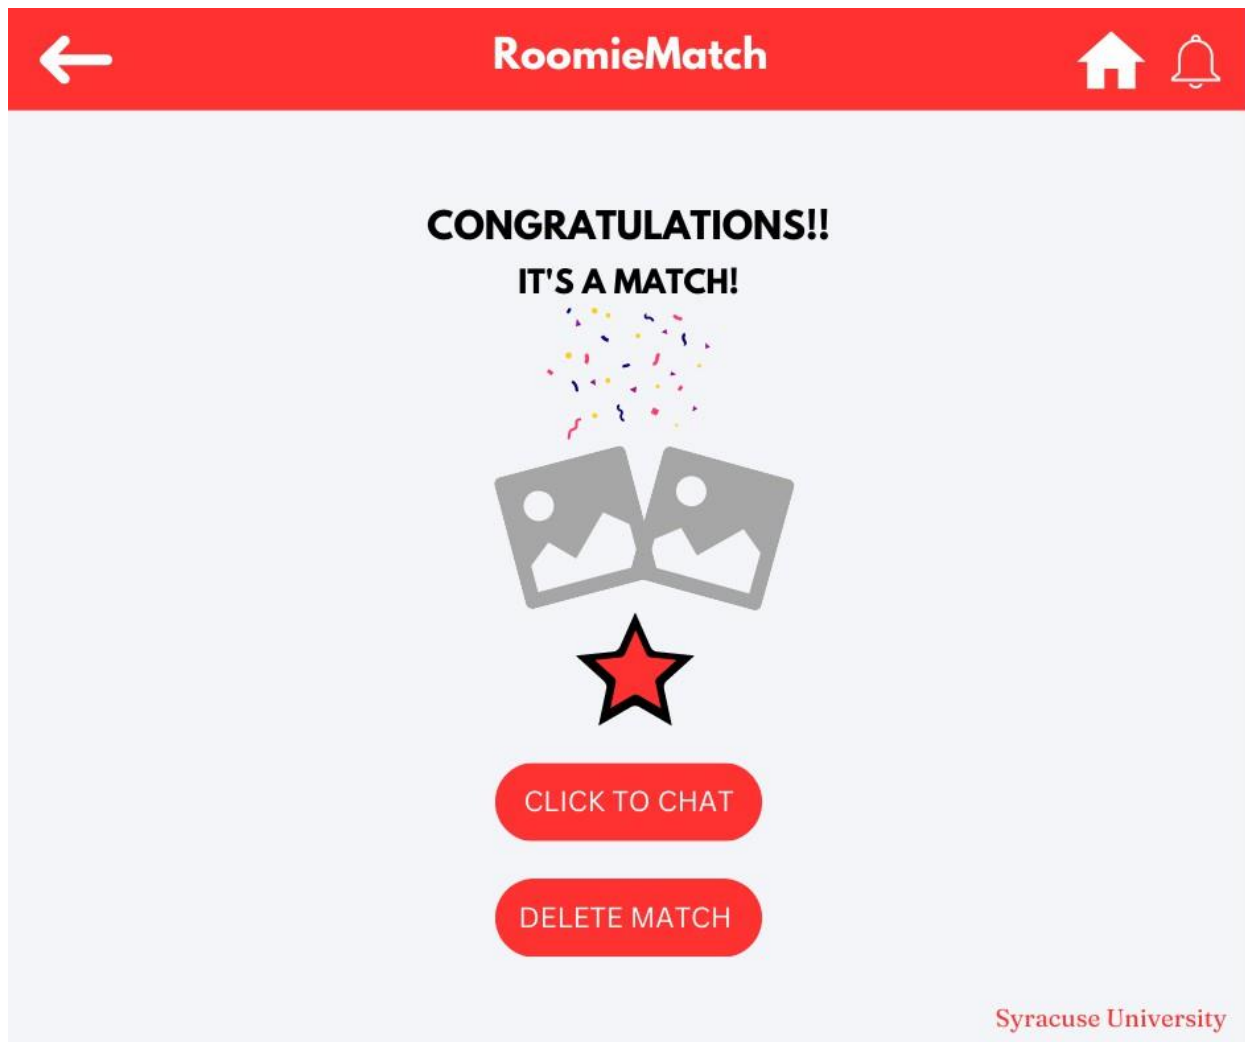 RoomieMatch
CONGRATULATIONS!!
IT'S A MATCH!
CLICK TO CHAT
DELETE MATCH
Syracuse University